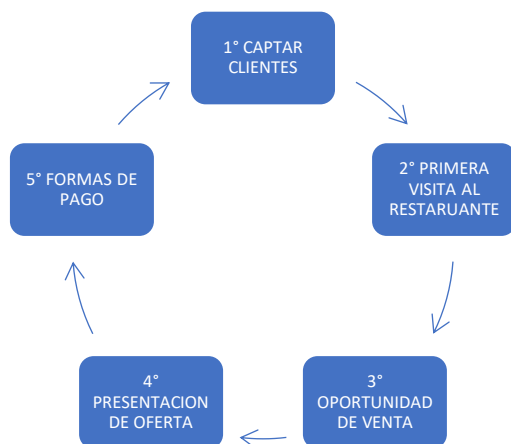 1° CAPTAR
CLIENTES
2° PRIMERA
VISITA AL
RESTARUANTE
3°
OPORTUNIDAD
DE VENTA
4°
PRESENTACION
DE OFERTA
5° FORMAS DE
PAGO